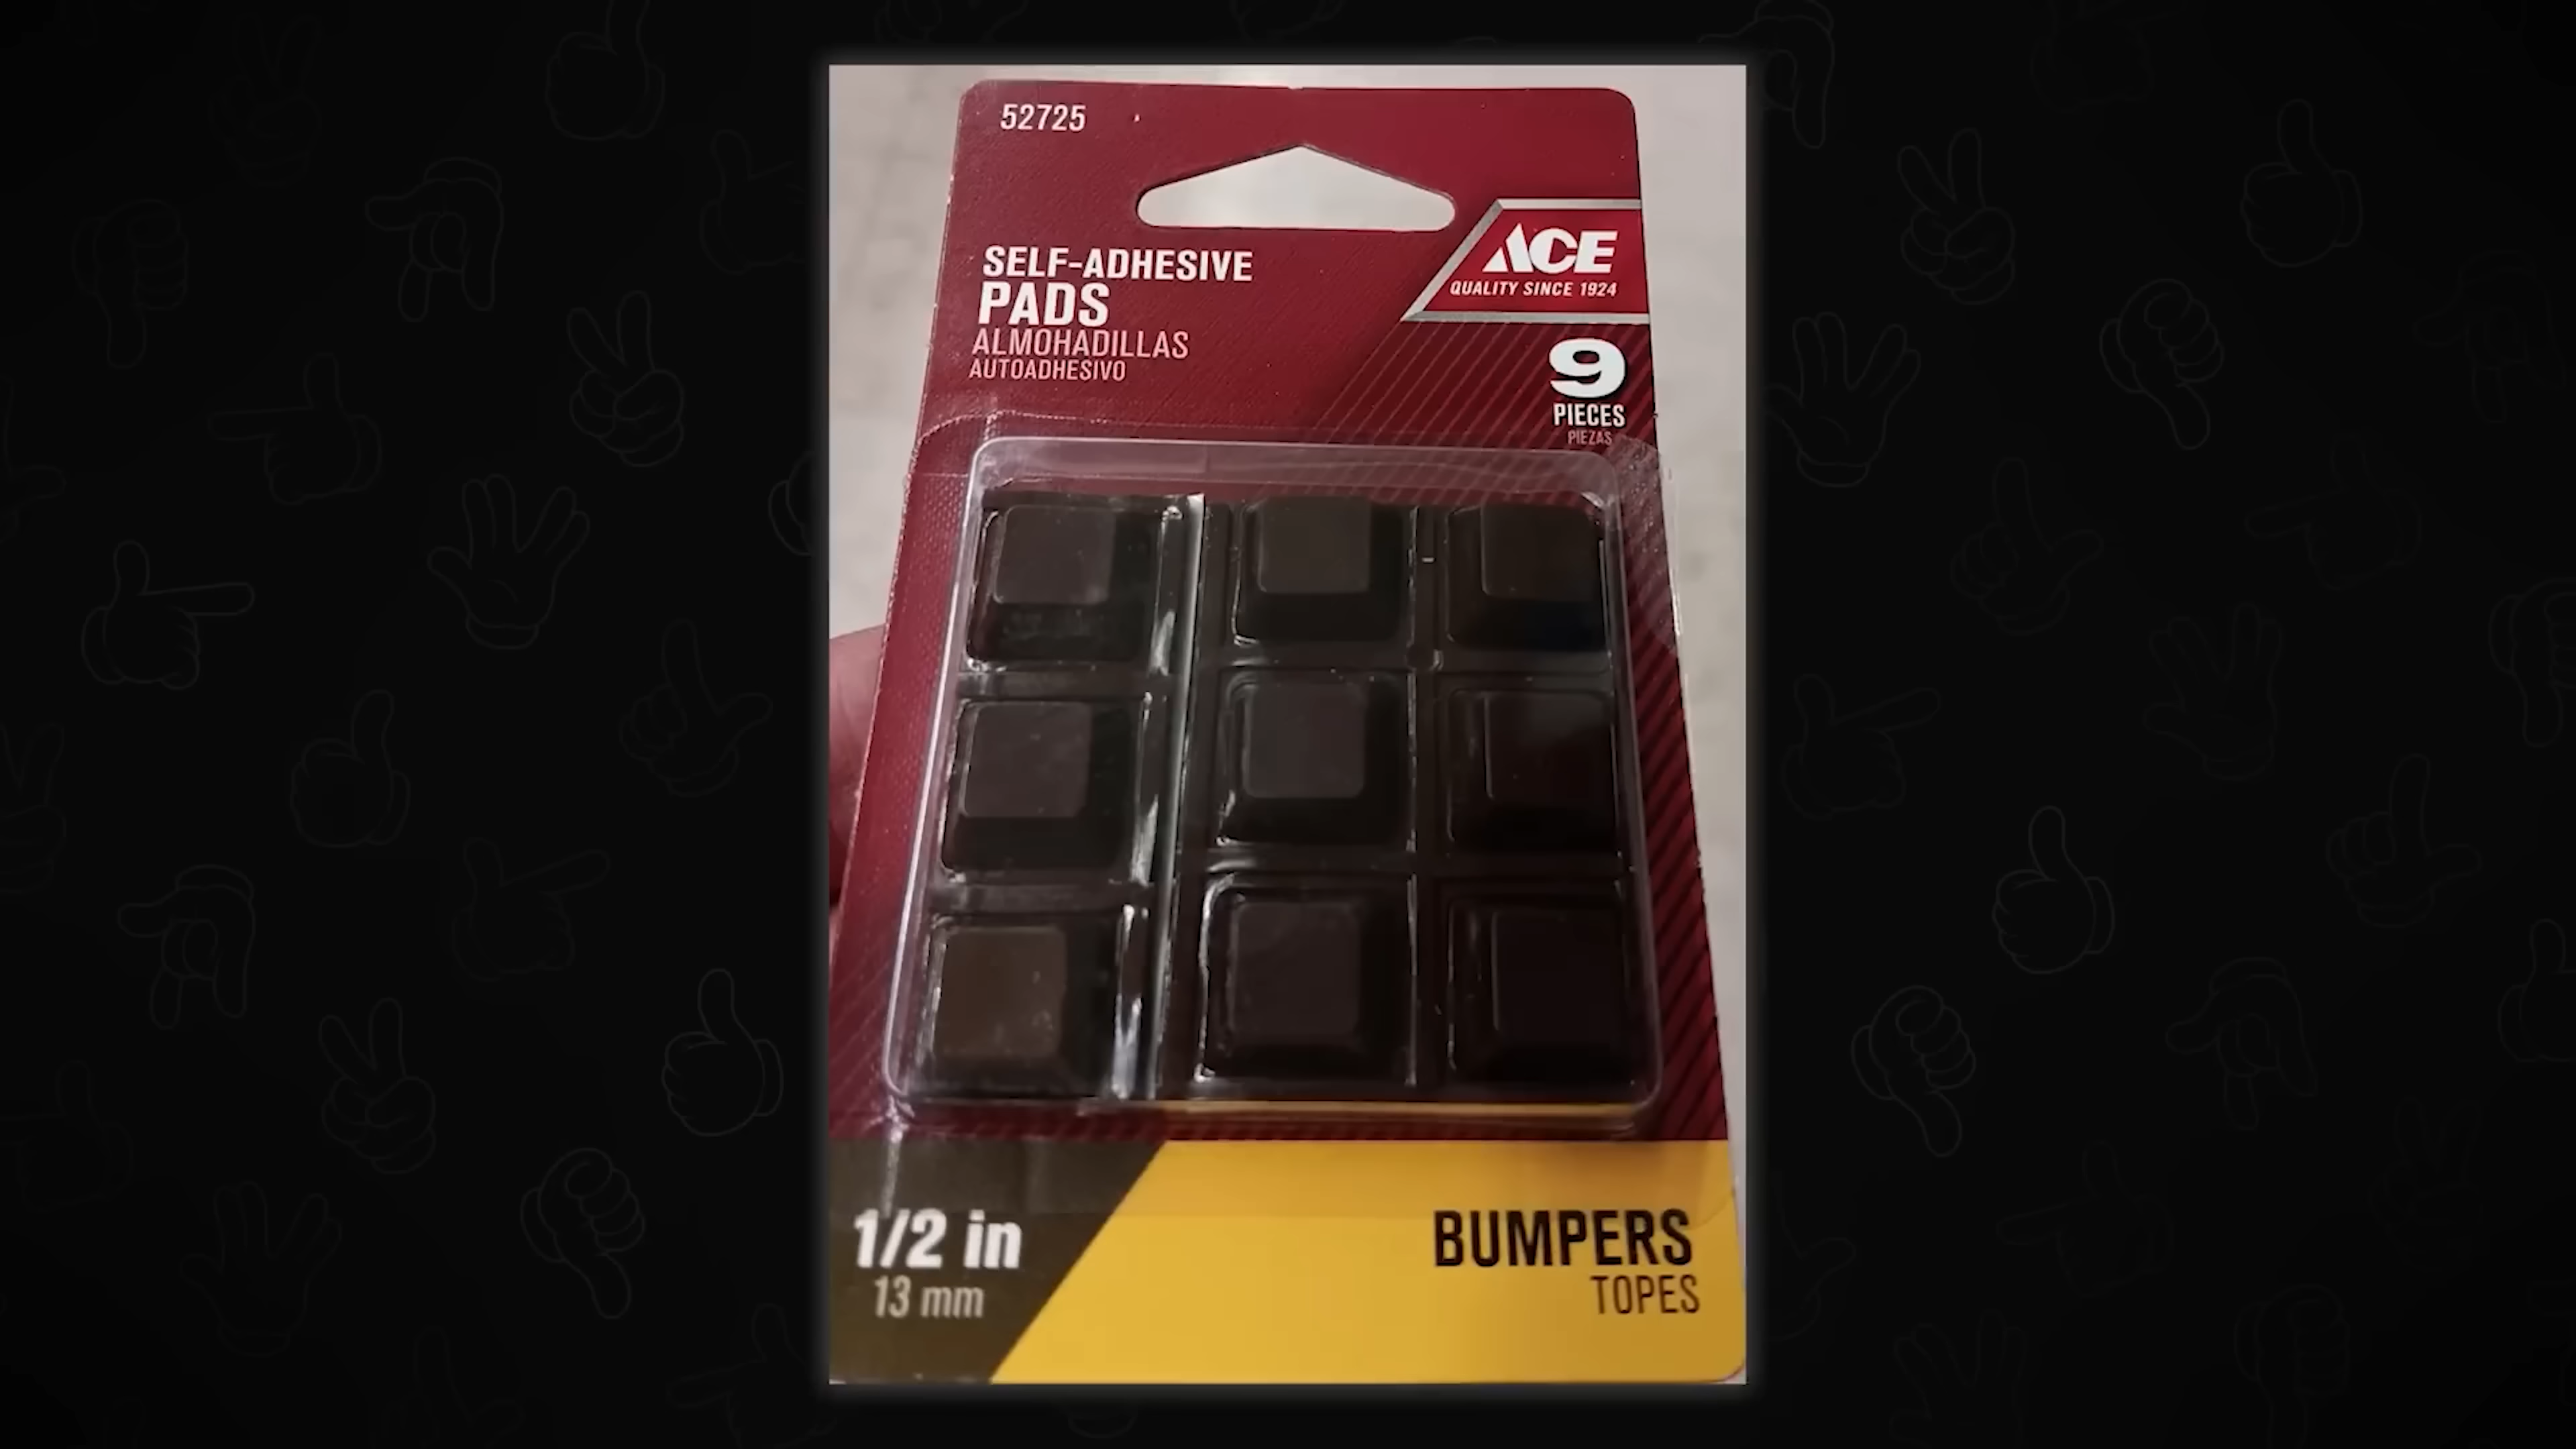 52725
ACE
QUALITY SINCE 1924
SELF-ADHESIVE
PADS
ALMOHADILLAS
AUTOADHESIVO
9
PIECES
PIEZAS
1/2 in
13 mm
BUMPERS
TOPES